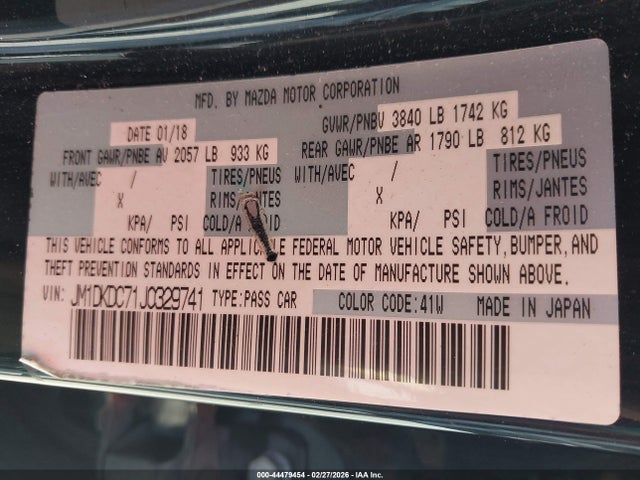 MFD. BY MAZDA MOTOR CORPORATION
DATE 01/18 GVWR/PNBV 3840 LB 1742 KG
FRONT GAWR/PNBE AV 2057 LB 933 KG REAR GAWR/PNBE AR 1790 LB 812 KG
WITH/AVEC / TIRES/PNEUS WITH/AVEC / TIRES/PNEUS
X RIMS/JANTES X RIMS/JANTES
KPA/ PSI COLD/A FROID KPA/ PSI COLD/A FROID
THIS VEHICLE CONFORMS TO ALL APPLICABLE FEDERAL MOTOR VEHICLE SAFETY, BUMPER, AND
THEFT PREVENTION STANDARDS IN EFFECT ON THE DATE OF MANUFACTURE SHOWN ABOVE.
VIN: JM1DKDC71J0329741 TYPE:PASS CAR COLOR CODE:41W MADE IN JAPAN
000-44479454 - 02/27/2026 - IAA Inc.